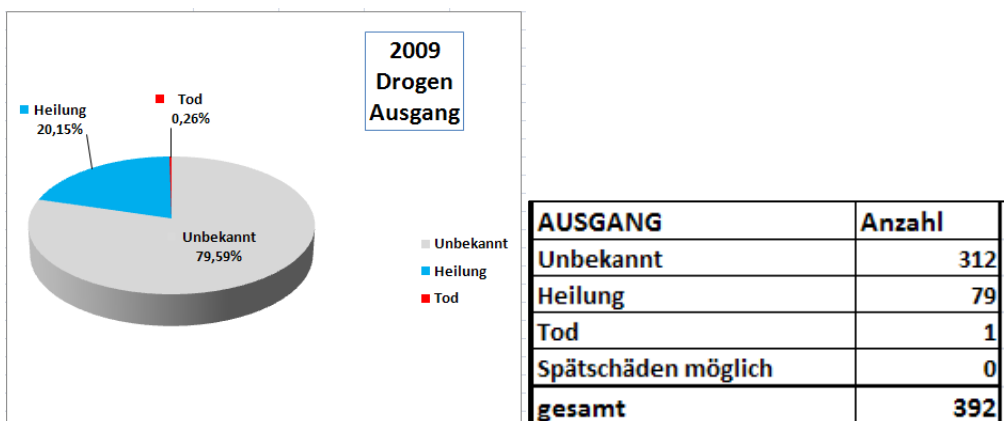 2009
Drogen
Ausgang
Tod
0,26%
Heilung
20,15%
Unbekannt
79,59%
Unbekannt
Heilung
Tod
AUSGANG Anzahl
Unbekannt 312
Heilung 79
Tod 1
Spätschäden möglich 0
gesamt 392